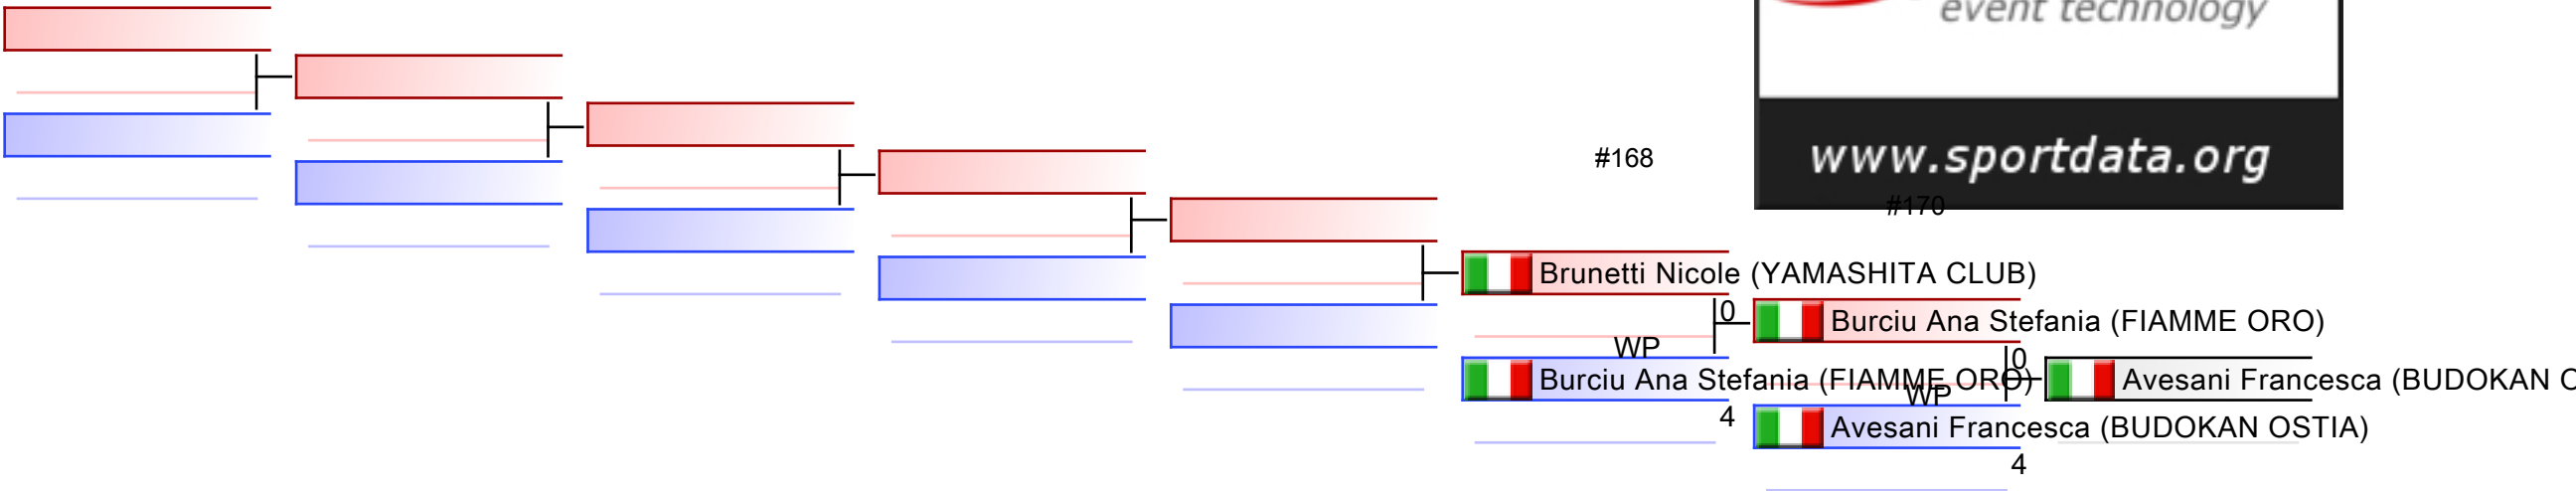 event technology
www.sportdata.org
#168
#170
Brunetti Nicole (YAMASHITA CLUB)
0
Burciu Ana Stefania (FIAMME ORO)
WP
0
Burciu Ana Stefania (FIAMME ORO)
Avesani Francesca (BUDOKAN O
WP
4
Avesani Francesca (BUDOKAN OSTIA)
4